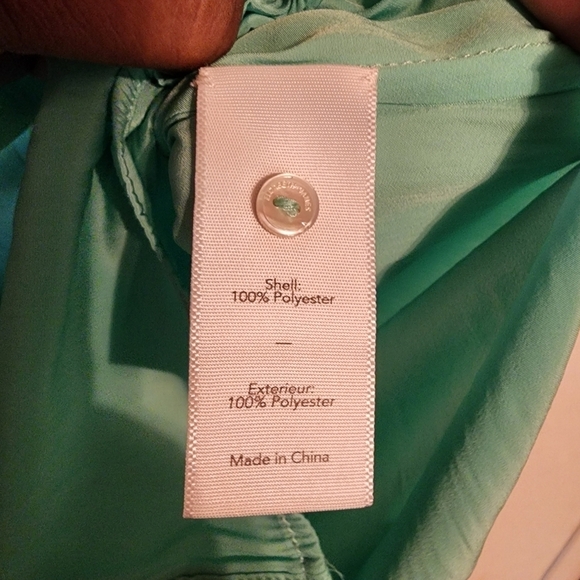 Shell:
100% Polyester
—
Exterieur:
100% Polyester
Made in China